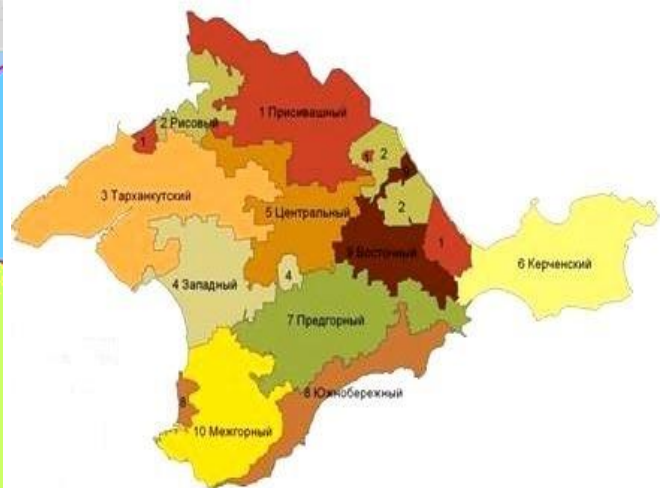 1 Присивашный
2 Рисовый
1
1
2
3 Тарханкутский
2
5 Центральный
1
9 Восточный
6 Керченский
4
4 Западный
7 Предгорный
8 Южнобережный
8
10 Межгорный